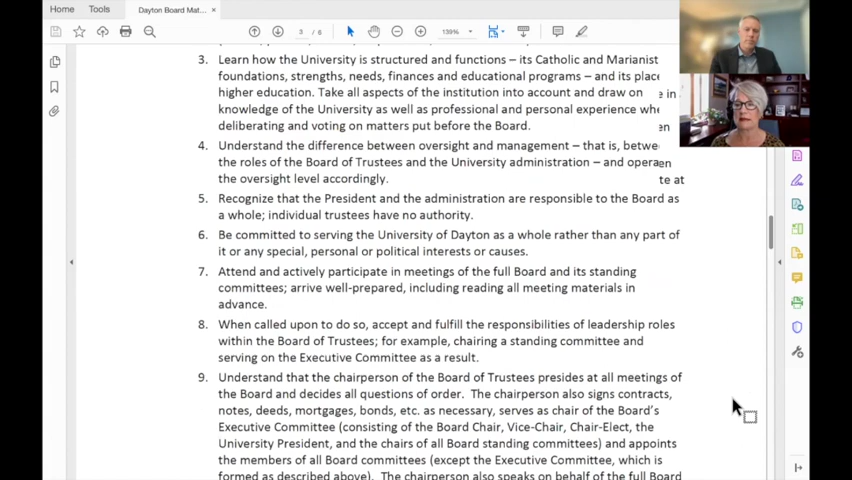 Home Tools Dayton Board Mat... ×
3 / 6 139%
3. Learn how the University is structured and functions – its Catholic and Marianist
foundations, strengths, needs, finances and educational programs – and its place
e in
higher education. Take all aspects of the institution into account and draw on
knowledge of the University as well as professional and personal experience whe
en
deliberating and voting on matters put before the Board.
4. Understand the difference between oversight and management – that is, betwe
en
the roles of the Board of Trustees and the University administration – and opera
te at
the oversight level accordingly.
5. Recognize that the President and the administration are responsible to the Board as
a whole; individual trustees have no authority.
6. Be committed to serving the University of Dayton as a whole rather than any part of
it or any special, personal or political interests or causes.
7. Attend and actively participate in meetings of the full Board and its standing
committees; arrive well-prepared, including reading all meeting materials in
advance.
8. When called upon to do so, accept and fulfill the responsibilities of leadership roles
within the Board of Trustees; for example, chairing a standing committee and
serving on the Executive Committee as a result.
9. Understand that the chairperson of the Board of Trustees presides at all meetings of
the Board and decides all questions of order. The chairperson also signs contracts,
notes, deeds, mortgages, bonds, etc. as necessary, serves as chair of the Board's
Executive Committee (consisting of the Board Chair, Vice-Chair, Chair-Elect, the
University President, and the chairs of all Board standing committees) and appoints
the members of all Board committees (except the Executive Committee, which is
formed as described above). The chairperson also speaks on behalf of the full Board